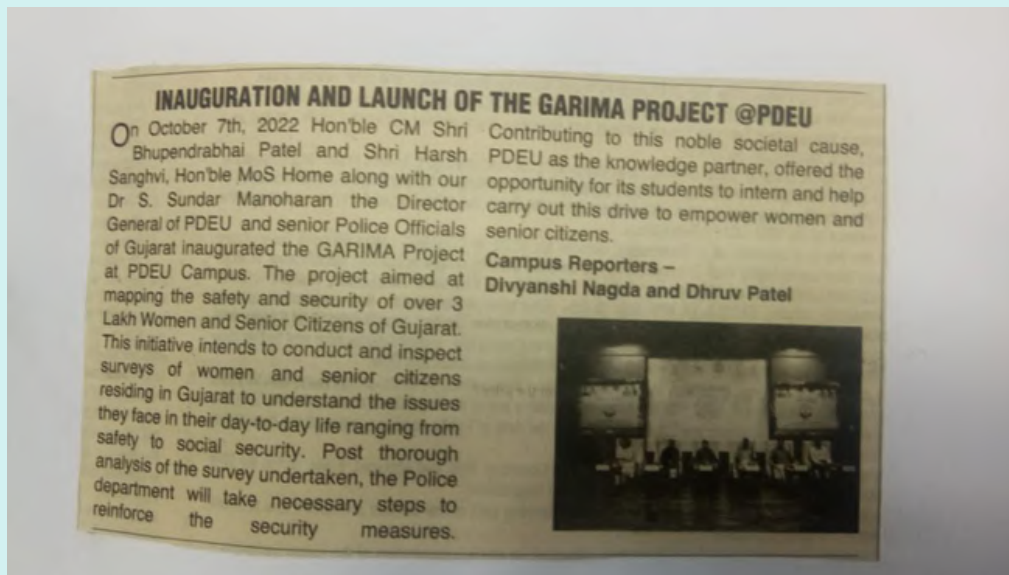 INAUGURATION AND LAUNCH OF THE GARIMA PROJECT @PDEU
On October 7th, 2022 Hon'ble CM Shri
Bhupendrabhai Patel and Shri Harsh
Sanghvi, Hon'ble MoS Home along with our
Dr S. Sundar Manoharan the Director
General of PDEU and senior Police Officials
of Gujarat inaugurated the GARIMA Project
at PDEU Campus. The project aimed at
mapping the safety and security of over 3
Lakh Women and Senior Citizens of Gujarat.
This initiative intends to conduct and inspect
surveys of women and senior citizens
residing in Gujarat to understand the issues
they face in their day-to-day life ranging from
safety to social security. Post thorough
analysis of the survey undertaken, the Police
department will take necessary steps to
reinforce the security measures.
Contributing to this noble societal cause,
PDEU as the knowledge partner, offered the
opportunity for its students to intern and help
carry out this drive to empower women and
senior citizens.
Campus Reporters –
Divyanshi Nagda and Dhruv Patel